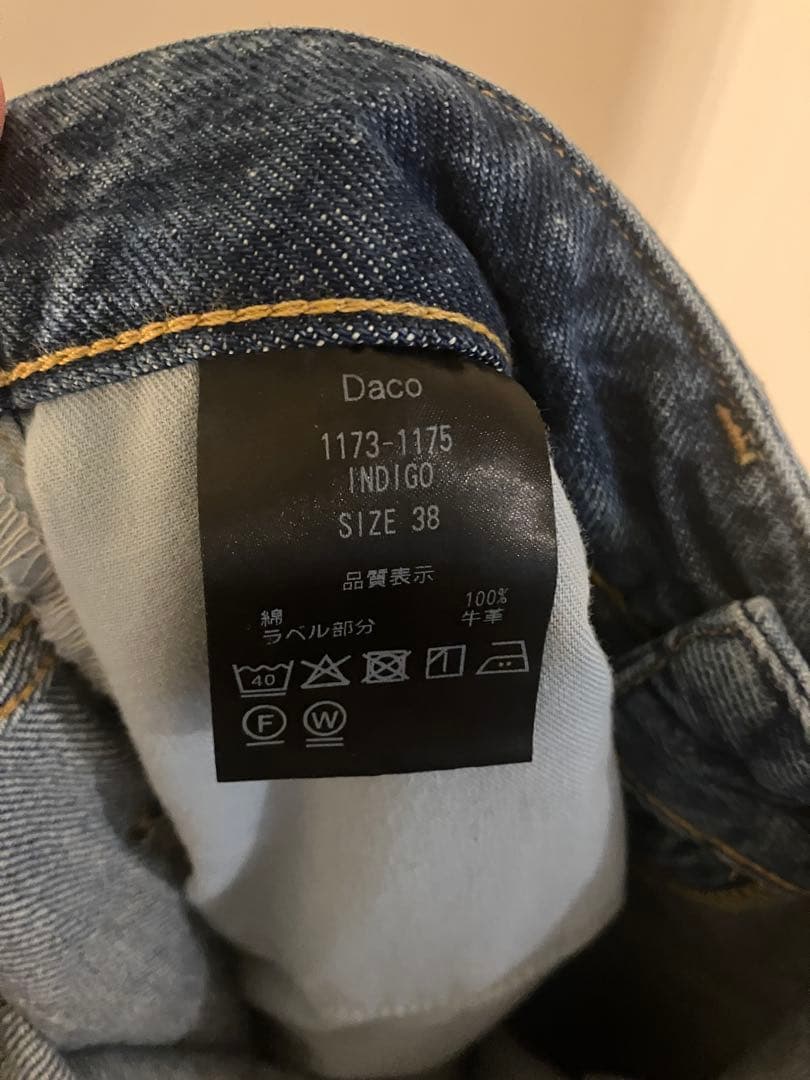 Daco
1173-1175
INDIGO
SIZE 38
品質表示
綿 100%
ラベル部分 牛革
40
F W